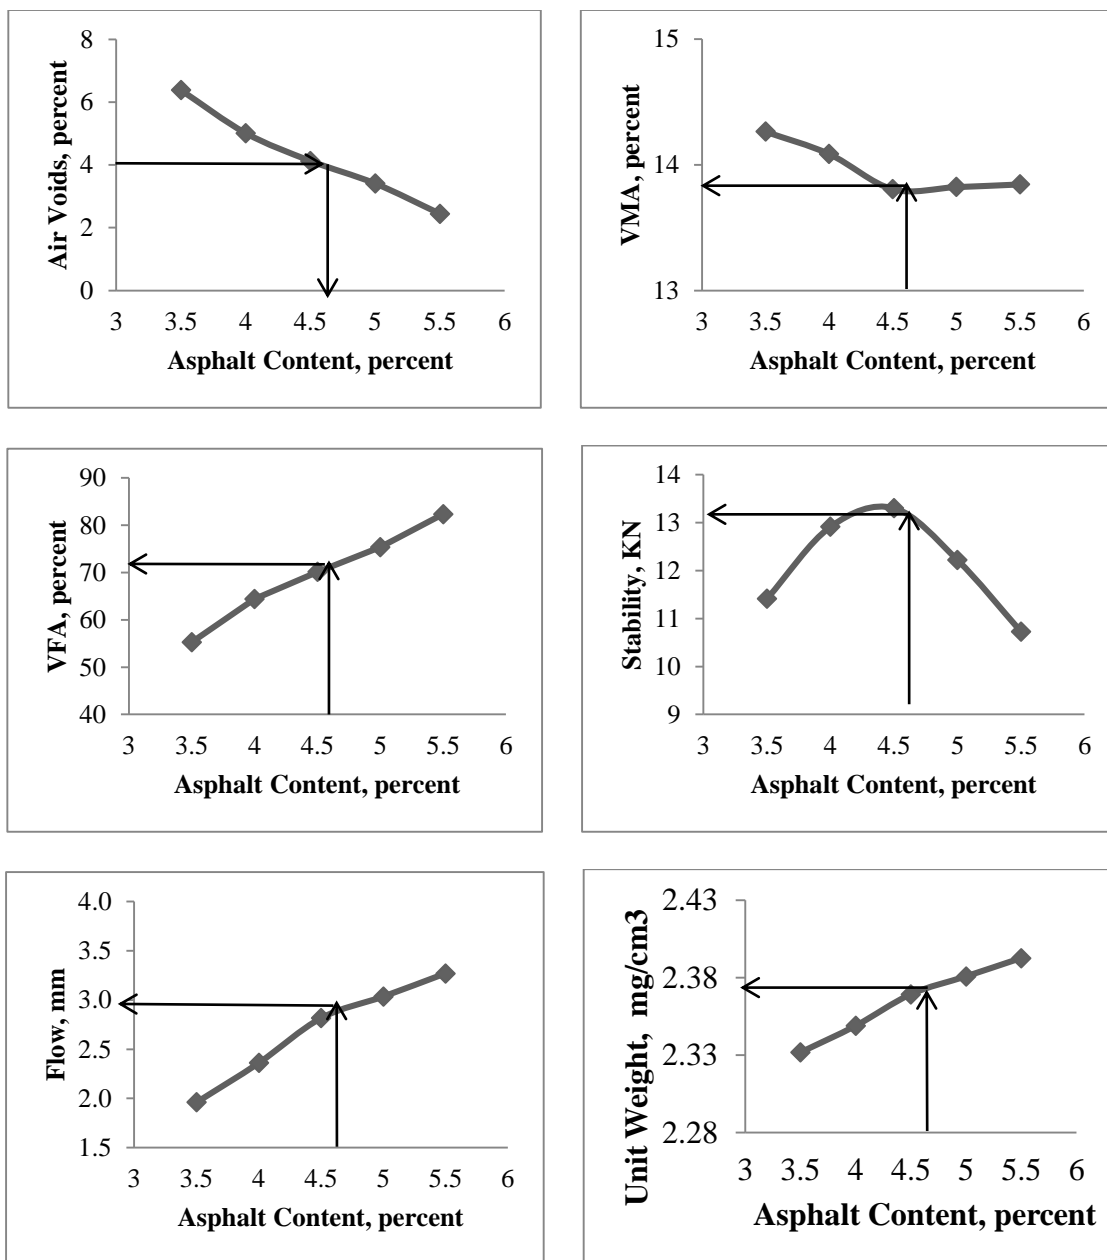 8
6
4
2
0
3 3.5 4 4.5 5 5.5 6
Air Voids, percent
Asphalt Content, percent
15
14
13
3 3.5 4 4.5 5 5.5 6
VMA, percent
Asphalt Content, percent
90
80
70
60
50
40
3 3.5 4 4.5 5 5.5 6
VFA, percent
Asphalt Content, percent
14
13
12
11
10
9
3 3.5 4 4.5 5 5.5 6
Stability, KN
Asphalt Content, percent
4.0
3.5
3.0
2.5
2.0
1.5
3 3.5 4 4.5 5 5.5 6
Flow, mm
Asphalt Content, percent
2.43
2.38
2.33
2.28
3 3.5 4 4.5 5 5.5 6
Unit Weight, mg/cm3
Asphalt Content, percent